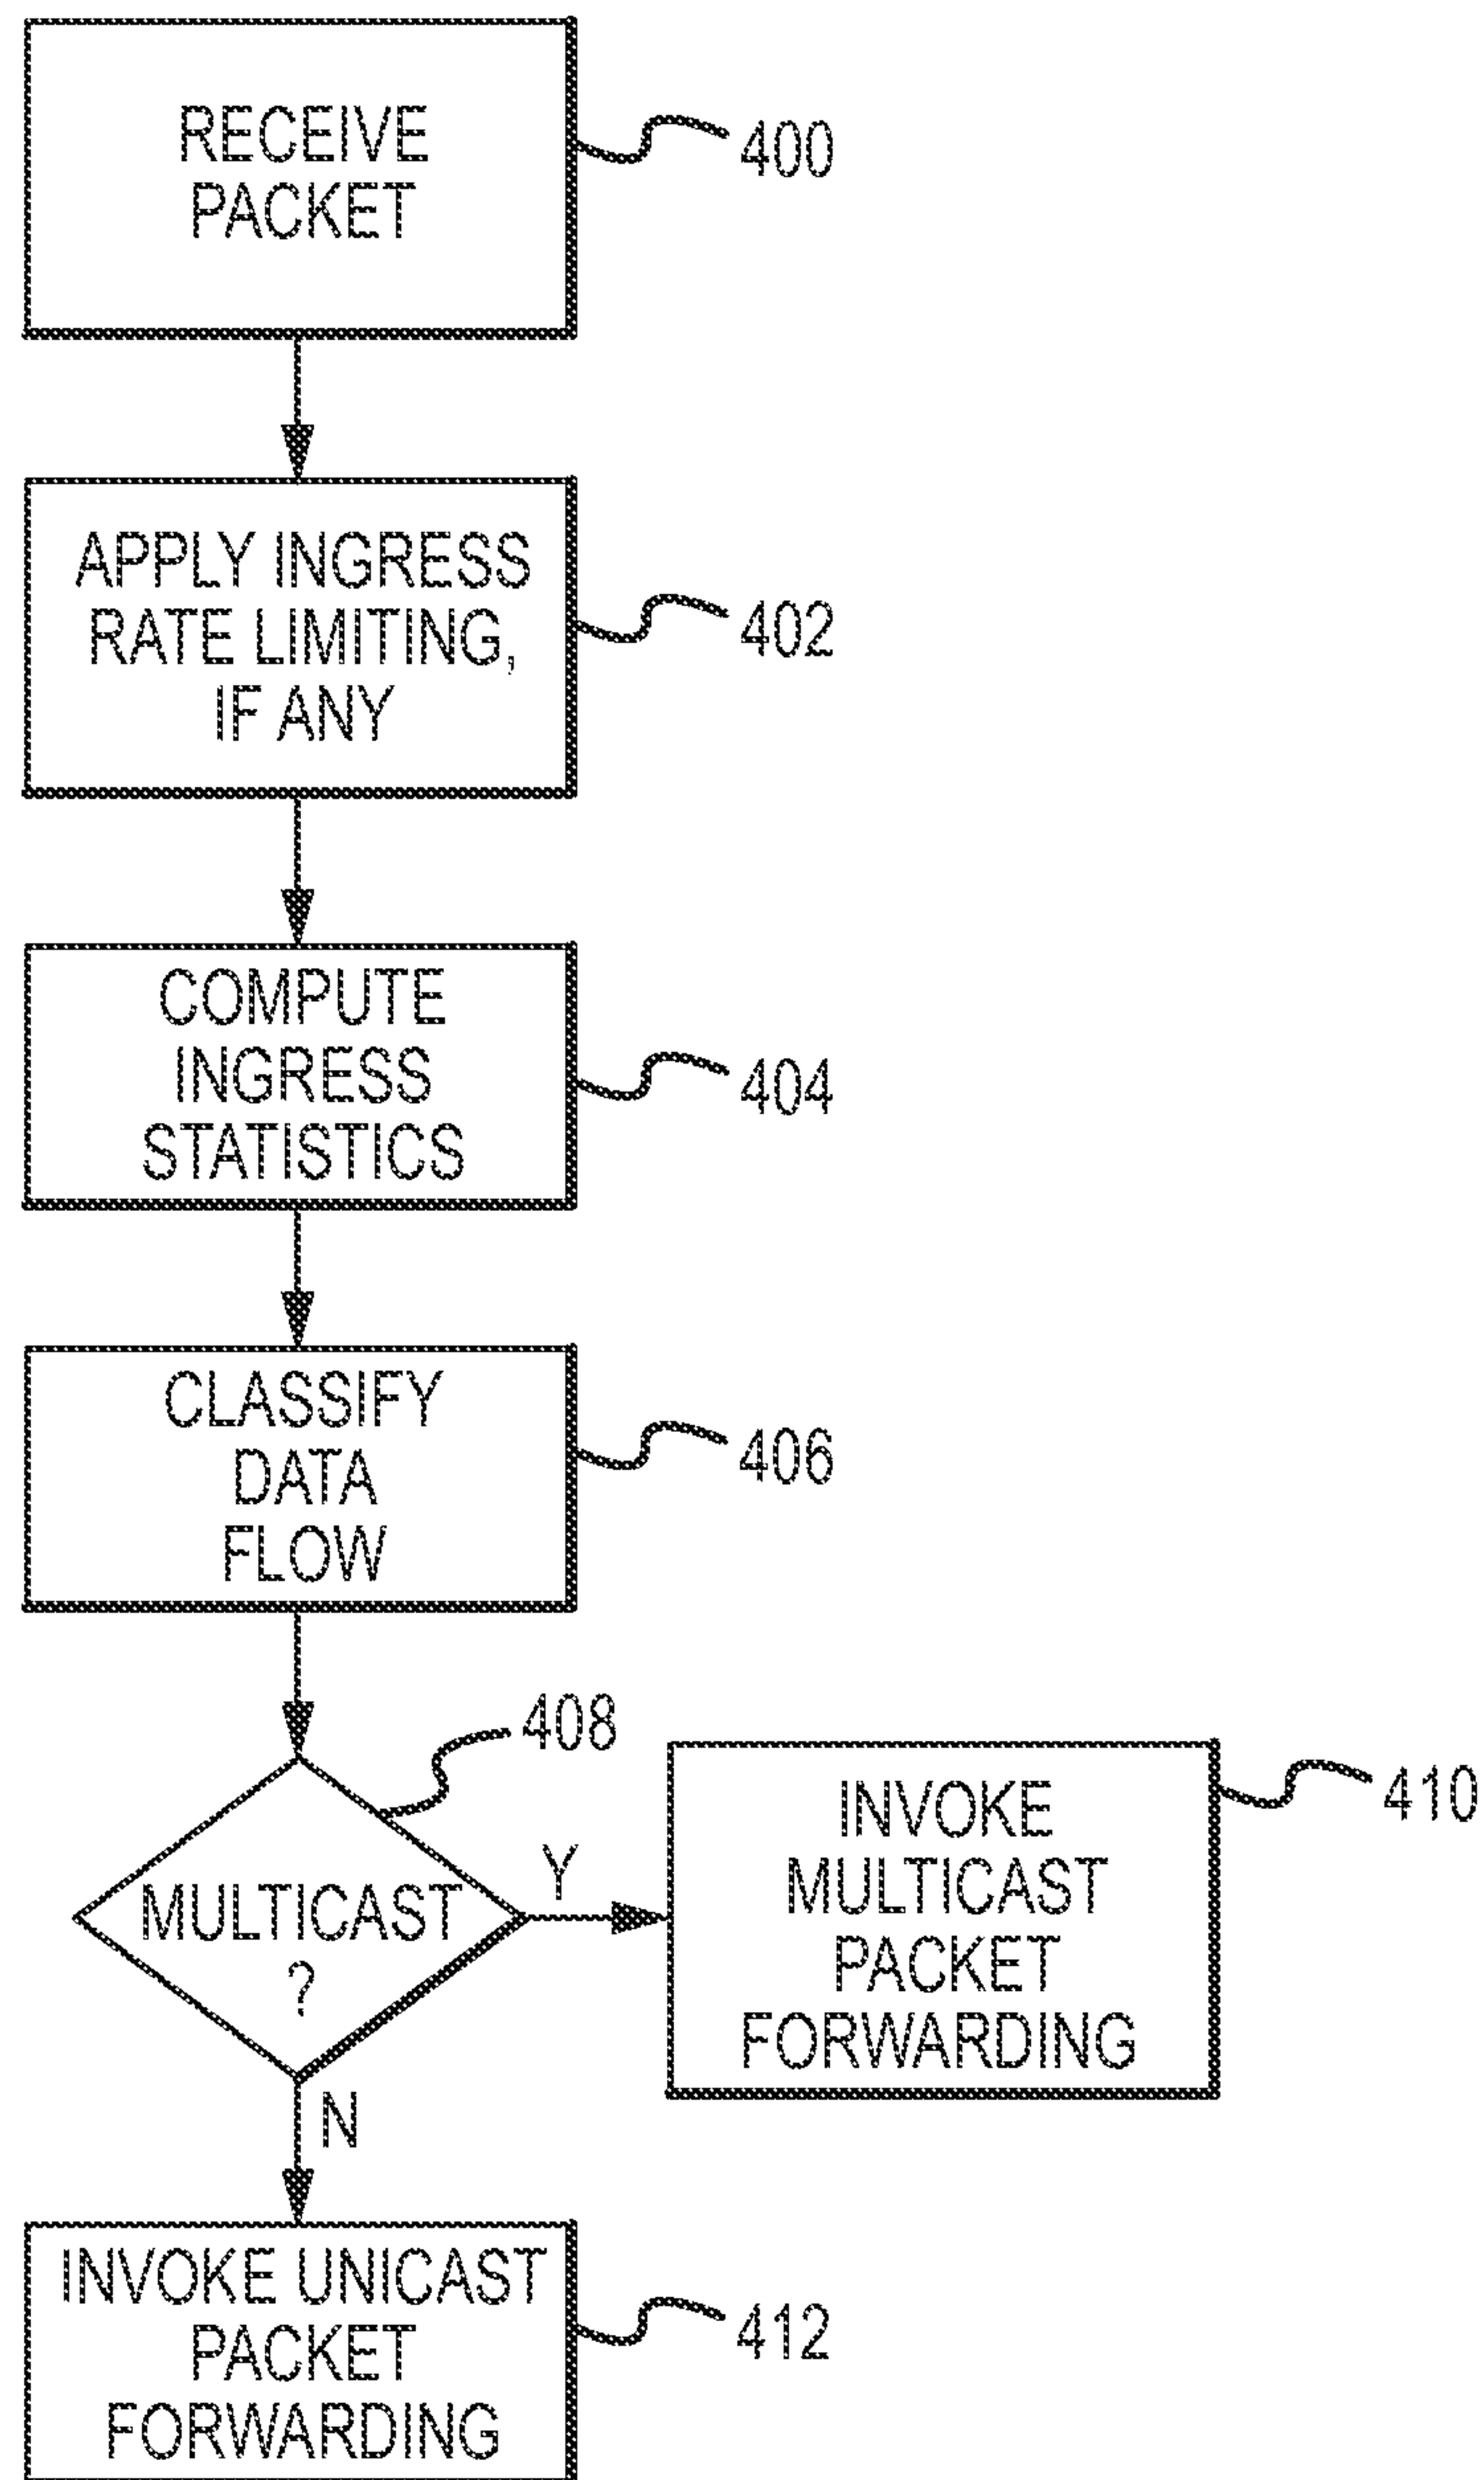 RECEIVE
PACKET
400
APPLY INGRESS
RATE LIMITING,
IF ANY
402
COMPUTE
INGRESS
STATISTICS
404
CLASSIFY
DATA
FLOW
406
408
MULTICAST
?
Y
N
INVOKE
MULTICAST
PACKET
FORWARDING
410
INVOKE UNICAST
PACKET
FORWARDING
412